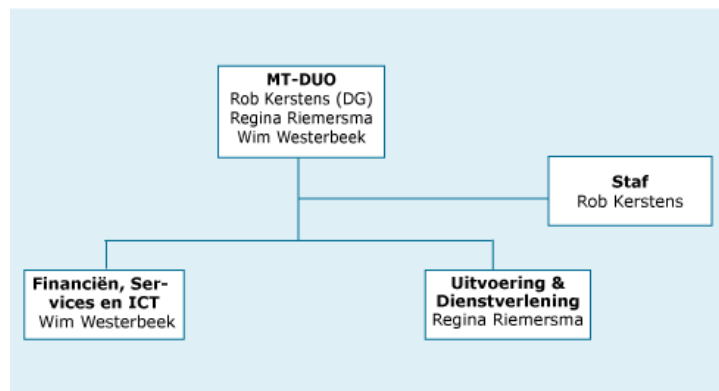 MT-DUO
Rob Kerstens (DG)
Regina Riemersma
Wim Westerbeek
Staf
Rob Kerstens
Financiën, Ser-
vices en ICT
Wim Westerbeek
Uitvoering &
Dienstverlening
Regina Riemersma